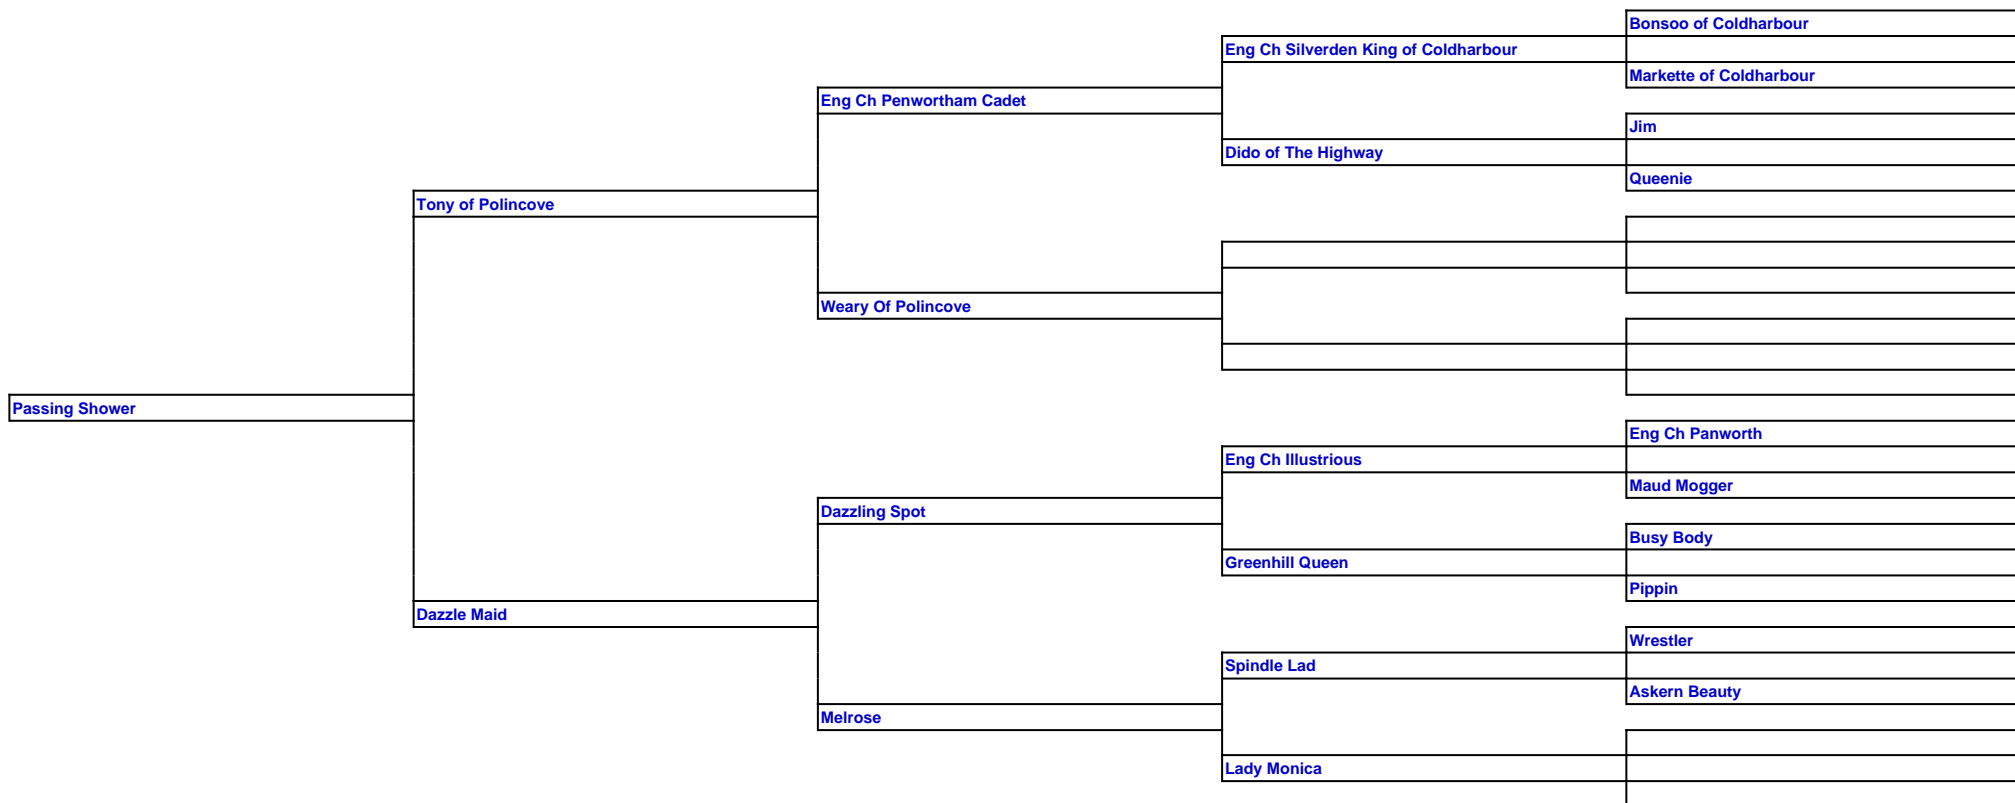 Bonsoo of Coldharbour
Eng Ch Silverden King of Coldharbour
Markette of Coldharbour
Eng Ch Penwortham Cadet
Jim
Dido of The Highway
Queenie
Tony of Polincove
Weary Of Polincove
Passing Shower
Eng Ch Panworth
Eng Ch Illustrious
Maud Mogger
Dazzling Spot
Busy Body
Greenhill Queen
Pippin
Dazzle Maid
Wrestler
Spindle Lad
Askern Beauty
Melrose
Lady Monica